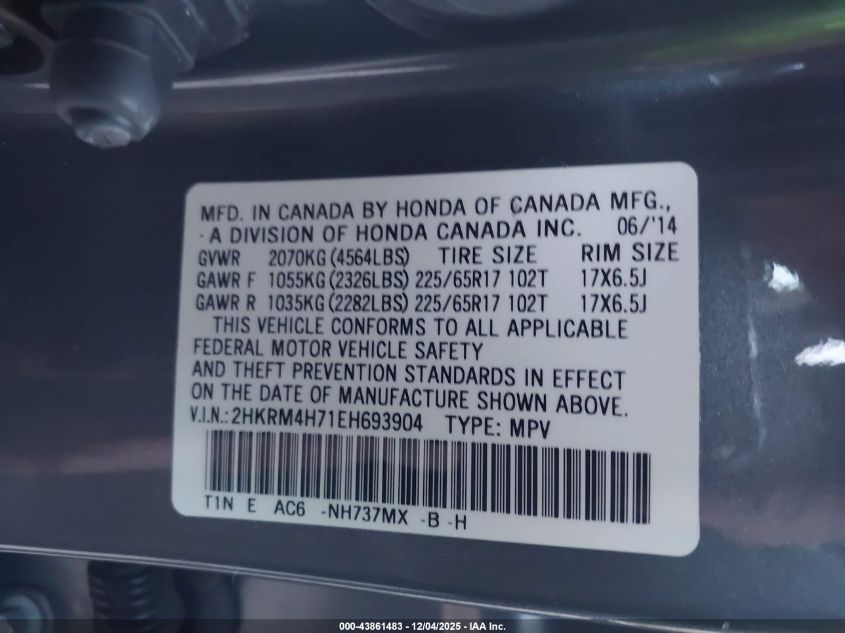 MFD. IN CANADA BY HONDA OF CANADA MFG.,
A DIVISION OF HONDA CANADA INC. 06/'14
GVWR 2070KG (4564LBS) TIRE SIZE RIM SIZE
GAWR F 1055KG (2326LBS) 225/65R17 102T 17X6.5J
GAWR R 1035KG (2282LBS) 225/65R17 102T 17X6.5J
THIS VEHICLE CONFORMS TO ALL APPLICABLE
FEDERAL MOTOR VEHICLE SAFETY
AND THEFT PREVENTION STANDARDS IN EFFECT
ON THE DATE OF MANUFACTURE SHOWN ABOVE.
V.I.N.: 2HKRM4H71EH693904 TYPE: MPV
T1N E AC6 -NH737MX -B -H
000-43861483 - 12/04/2025 - IAA Inc.